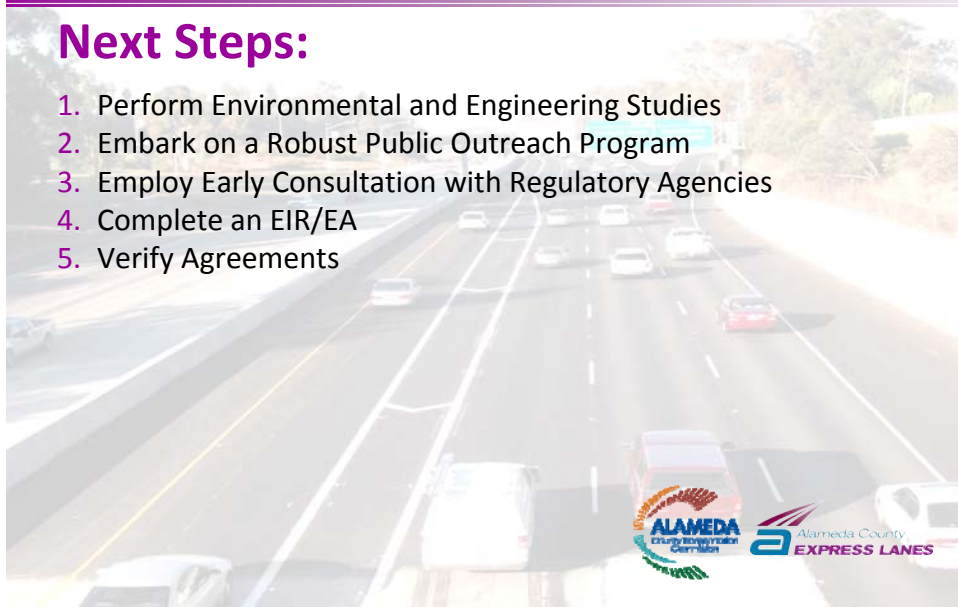 Next Steps:
1. Perform Environmental and Engineering Studies
2. Embark on a Robust Public Outreach Program
3. Employ Early Consultation with Regulatory Agencies
4. Complete an EIR/EA
5. Verify Agreements
ALAMEDA
Alameda County
EXPRESS LANES